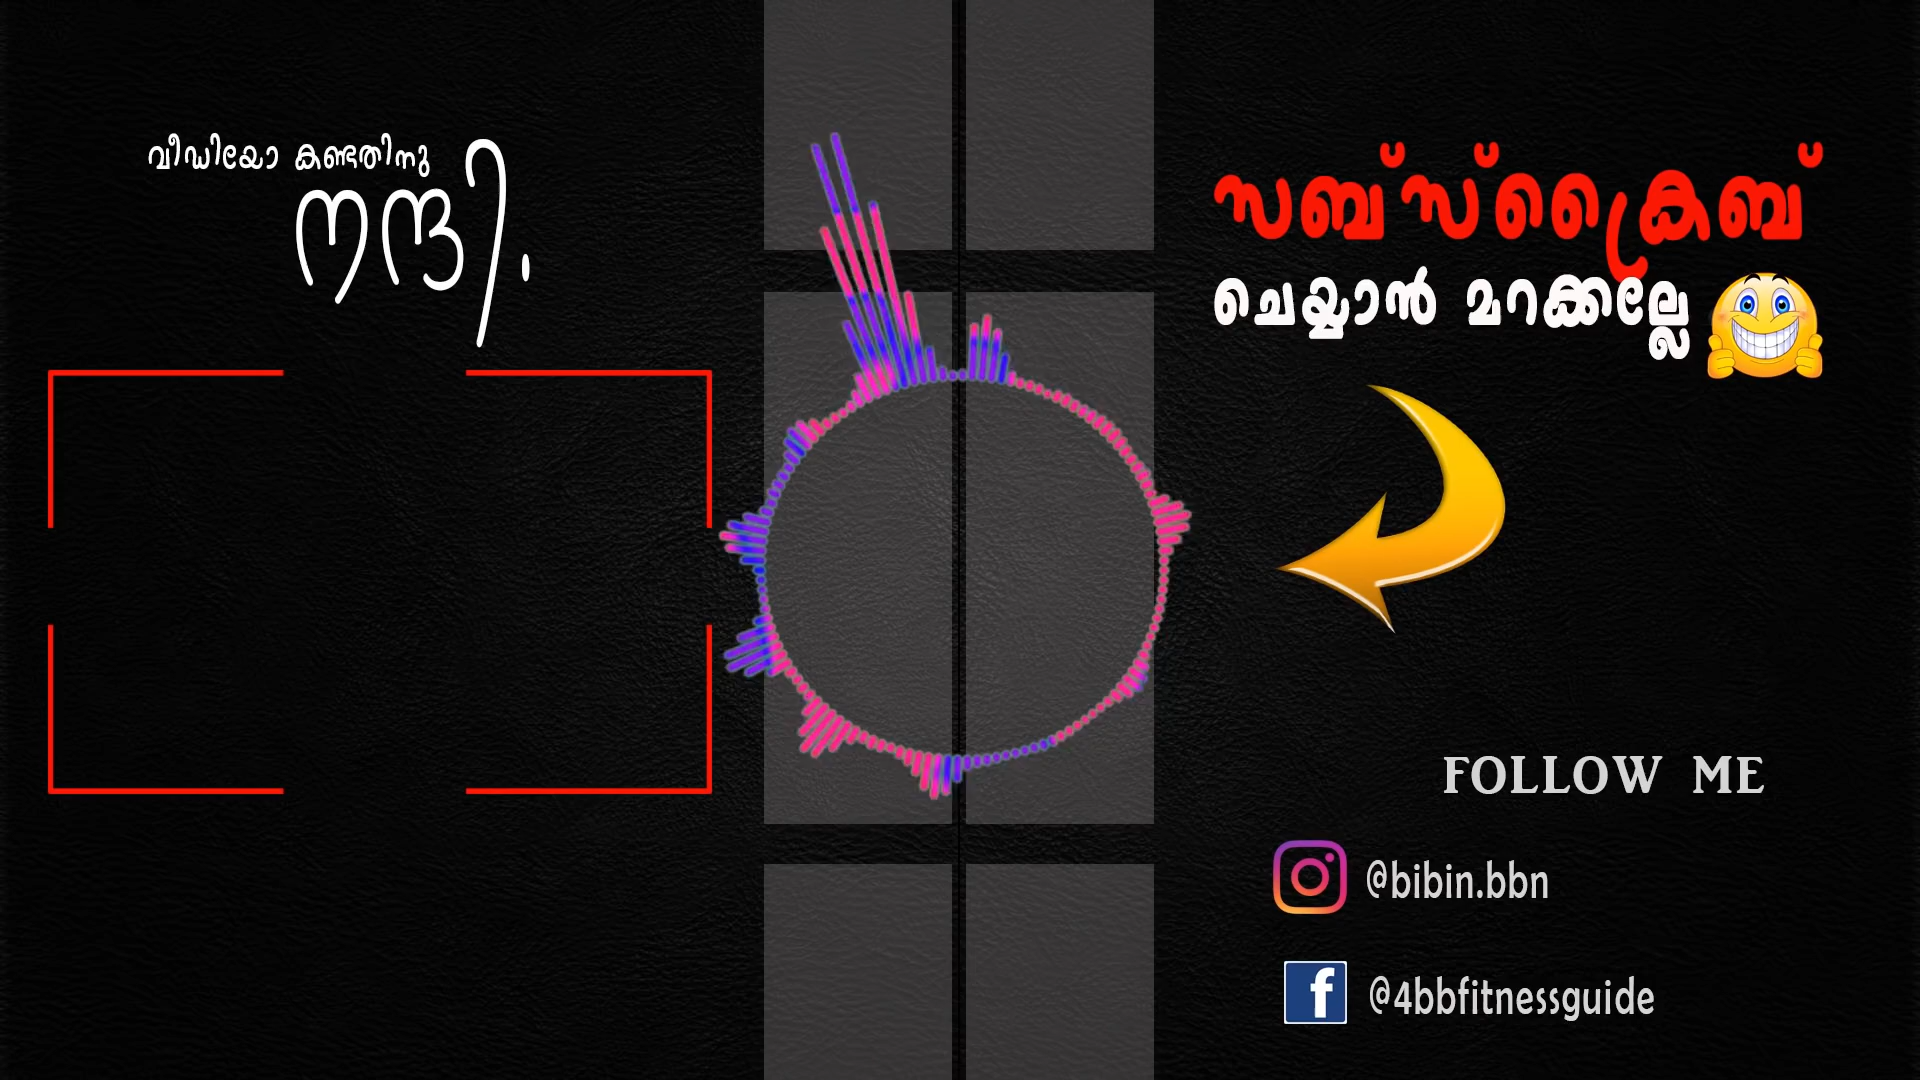 വീഡിയോ കണ്ടതിനു
നന്ദി.
സബ്സ്ക്രൈബ്
ചെയ്യാൻ മറക്കല്ലേ
FOLLOW ME
@bibin.bbn
@4bbfitnessguide